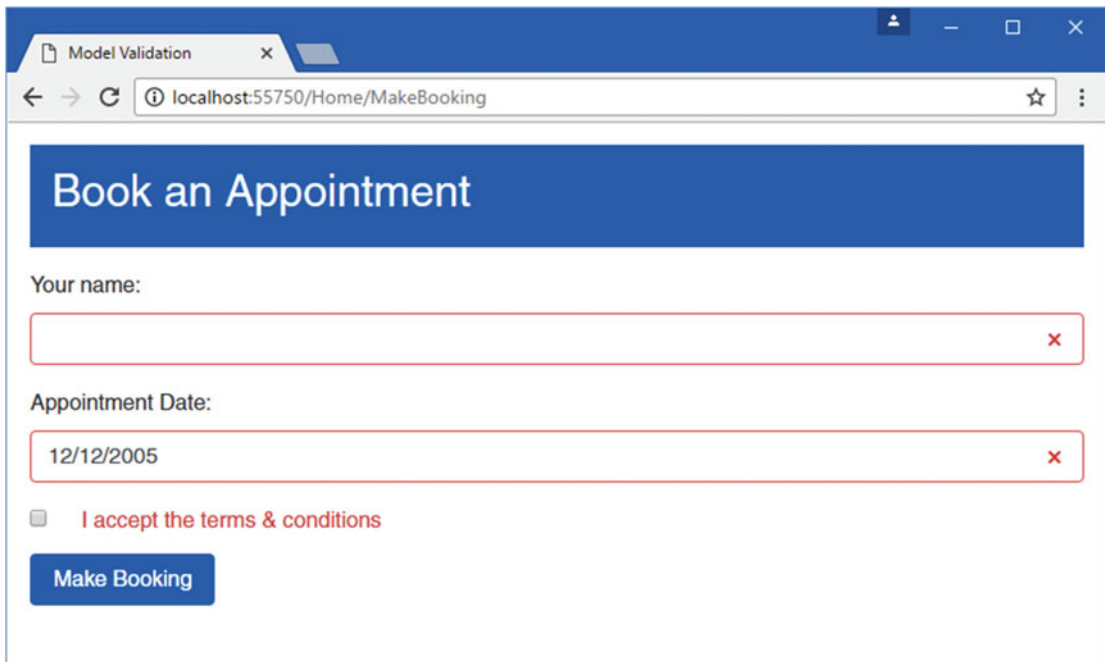 Model Validation
localhost:55750/Home/MakeBooking
Book an Appointment
Your name:
Appointment Date:
12/12/2005
I accept the terms & conditions
Make Booking